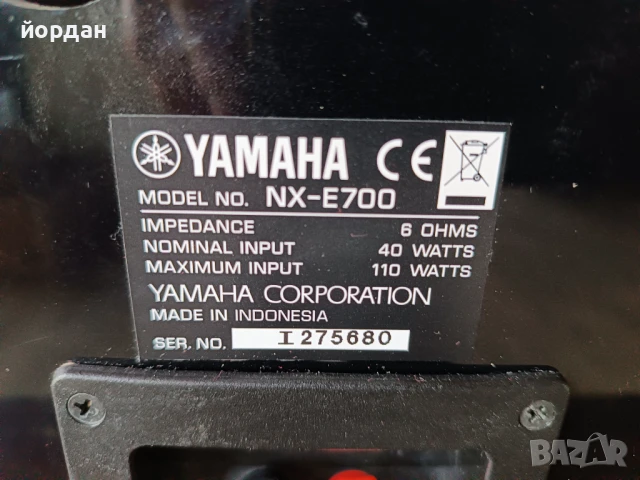 йордан
YAMAHA CE
MODEL NO. NX-E700
IMPEDANCE 6 OHMS
NOMINAL INPUT 40 WATTS
MAXIMUM INPUT 110 WATTS
YAMAHA CORPORATION
MADE IN INDONESIA
SER. NO. I 275680
BAZAR